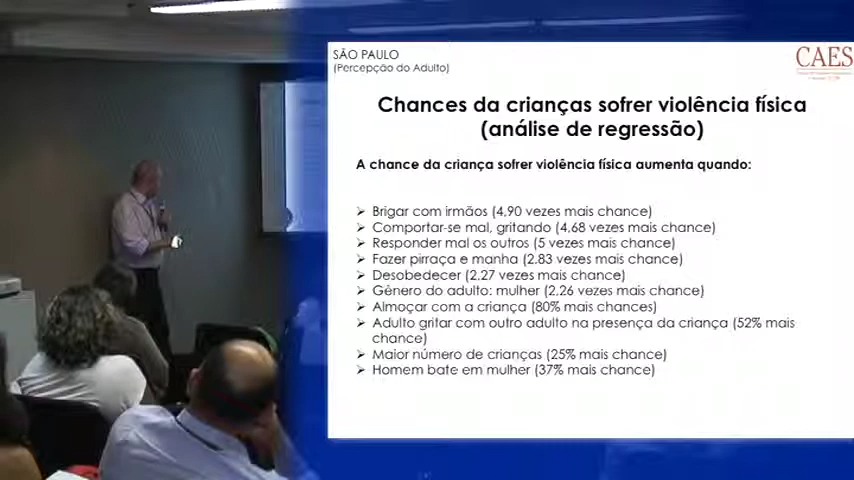 SÃO PAULO
(Percepção do Adulto)
CAES
Chances da crianças sofrer violência física
(análise de regressão)
A chance da criança sofrer violência física aumenta quando:
➢ Brigar com irmãos (4,90 vezes mais chance)
➢ Comportar-se mal, gritando (4,68 vezes mais chance)
➢ Responder mal os outros (5 vezes mais chance)
➢ Fazer pirraça e manha (2.83 vezes mais chance)
➢ Desobedecer (2,27 vezes mais chance)
➢ Gênero do adulto: mulher (2,26 vezes mais chance)
➢ Almoçar com a criança (80% mais chances)
➢ Adulto gritar com outro adulto na presença da criança (52% mais
chance)
➢ Maior número de crianças (25% mais chance)
➢ Homem bate em mulher (37% mais chance)